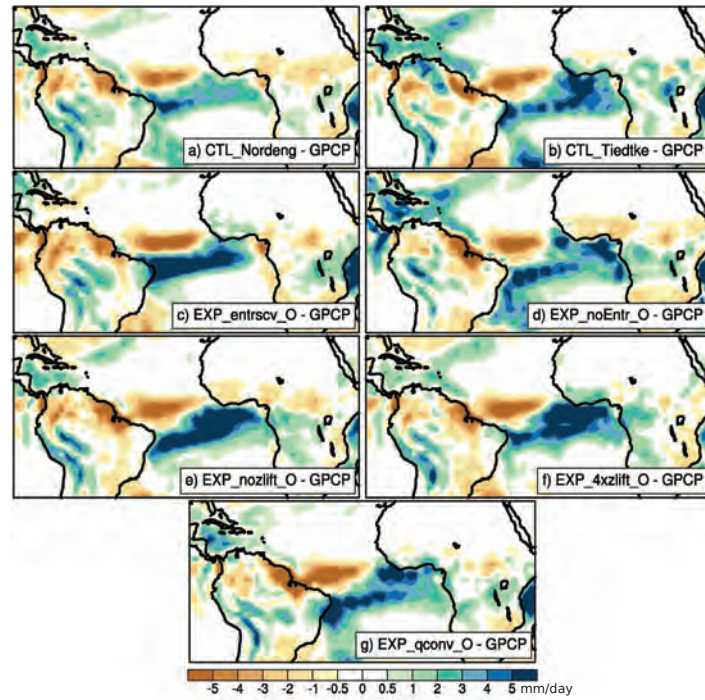 a) CTL_Nordeng - GPCP
b) CTL_Tiedtke - GPCP
c) EXP_entrscv_O - GPCP
d) EXP_noEntr_O - GPCP
e) EXP_nozlift_O - GPCP
f) EXP_4xzlift_O - GPCP
g) EXP_qconv_O - GPCP
-5 -4 -3 -2 -1 -0.5 0 0.5 1 2 3 4 5 mm/day